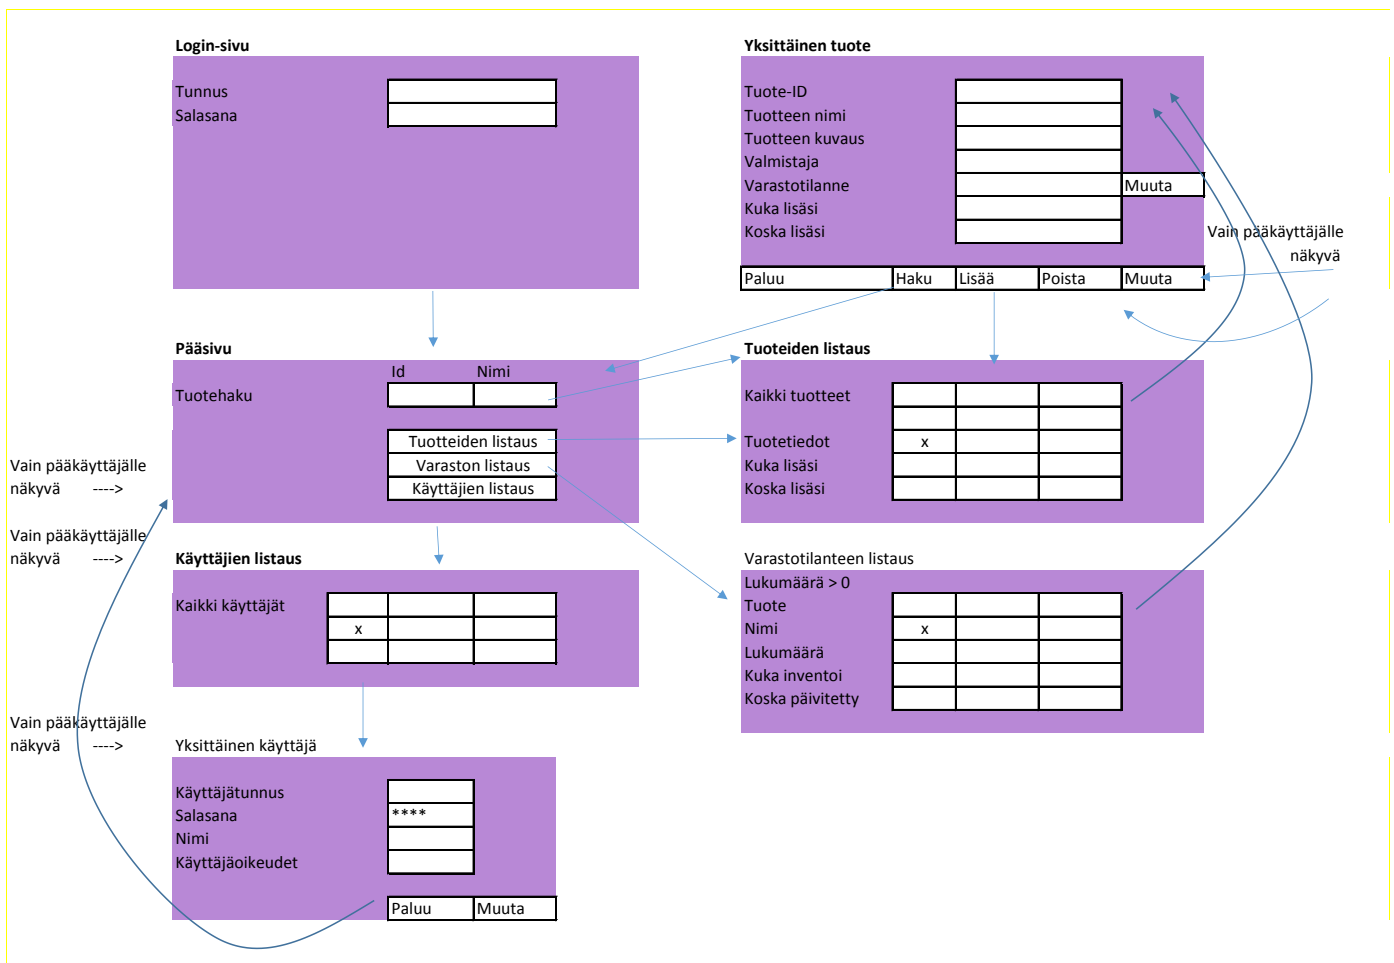 Login-sivu
Tunnus
Salasana
Yksittäinen tuote
Tuote-ID
Tuotteen nimi
Tuotteen kuvaus
Valmistaja
Varastotilanne Muuta
Kuka lisäsi
Koska lisäsi
Paluu Haku Lisää Poista Muuta
Vain pääkäyttäjälle
näkyvä
Pääsivu
Id Nimi
Tuotehaku
Tuotteiden listaus
Varaston listaus
Käyttäjien listaus
Vain pääkäyttäjälle
näkyvä ---->
Tuoteiden listaus
Kaikki tuotteet
Tuotetiedot x
Kuka lisäsi
Koska lisäsi
Vain pääkäyttäjälle
näkyvä ---->
Käyttäjien listaus
Kaikki käyttäjät
x
Varastotilanteen listaus
Lukumäärä > 0
Tuote
Nimi x
Lukumäärä
Kuka inventoi
Koska päivitetty
Vain pääkäyttäjälle
näkyvä ---->
Yksittäinen käyttäjä
Käyttäjätunnus
Salasana ****
Nimi
Käyttäjäoikeudet
Paluu Muuta